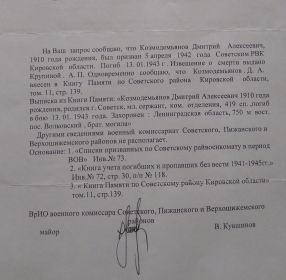 На Ваш запрос сообщаю, что Козмодемьянов Дмитрий Алексеевич,
1910 года рождения, был призван 5 апреля 1942 года Советским РВК
Кировской области. Погиб 13.01.1943 г. Извещение о смерти выдано
Крупиной . А. П. Одновременно сообщаю, что Козмодемьянов . Д. А.
внесен в Книгу Памяти по Советскому району Кировской области,
том. 11, стр. 139.
Выписка из Книги Памяти: «Козмодемьянов Дмитрий Алексеевич 1910 года
рождения, родился г. Советск, мл. сержант, ком. отделения, 419 сп, погиб
в бою 13. 01. 1943 года. Захоронен : Ленинградская область, 750 м вост.
пос. Волховский , брат. могила»
Другими сведениями военный комиссариат Советского, Пижанского и
Верхошижемского районов не располагает.
Основание: 1. «Списки призванных по Советскому райвоенкомату в период
ВОВ» Инв.№ 73.
2. «Книга учета погибших и пропавших без вести 1941-1945гг.»
Инв.№ 72, стр. 30, п/п № 118.
3. « Книга Памяти по Советскому району Кировской области»
том.11, стр.139.
ВрИО военного комиссара Советского, Пижанского и Верхошижемского
районов
майор В. Кувшинов